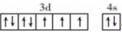 3d 4s
↑↓ ↑↓ ↑ ↑ ↑ ↑↓